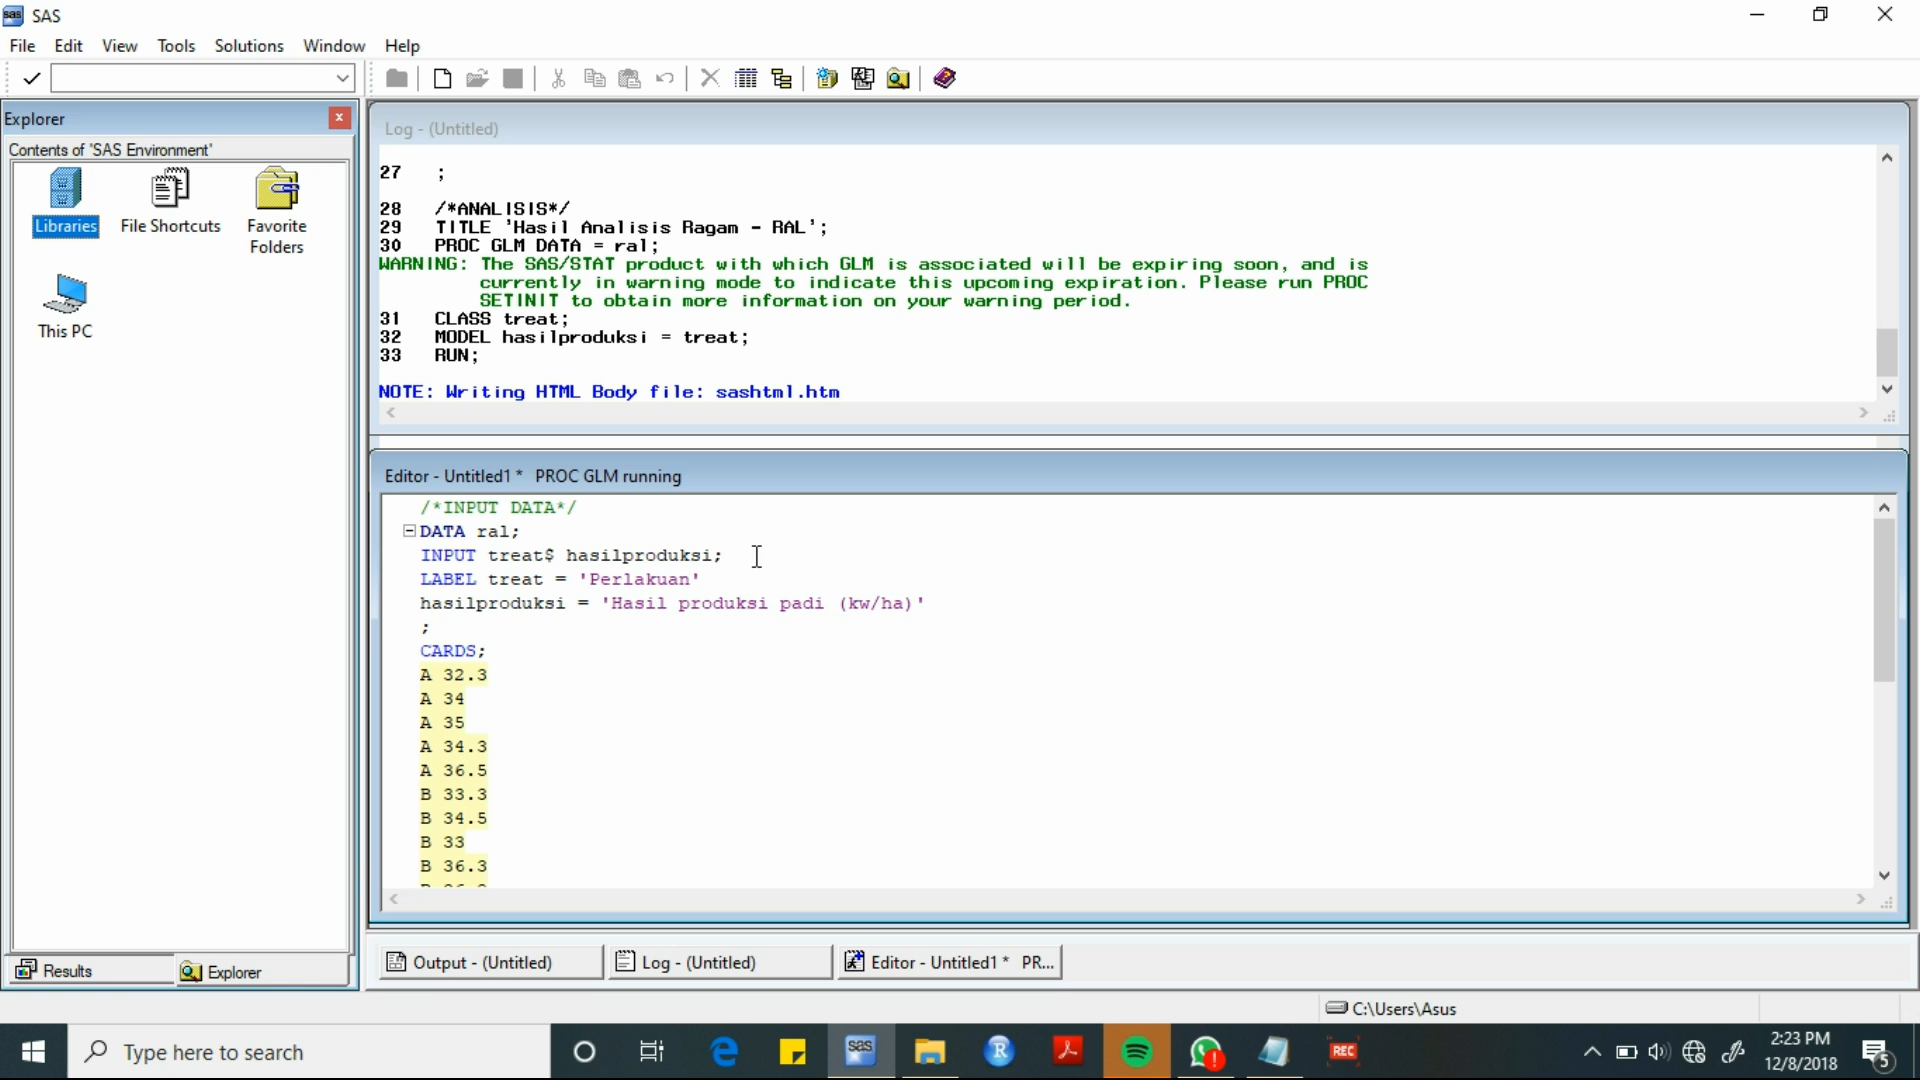 sas SAS
File Edit View Tools Solutions Window Help
Explorer
Contents of 'SAS Environment'
Libraries
File Shortcuts
Favorite Folders
This PC
Results
Explorer
Log - (Untitled)
27 ;
28 /*ANALISIS*/
29 TITLE 'Hasil Analisis Ragam - RAL';
30 PROC GLM DATA = ral;
WARNING: The SAS/STAT product with which GLM is associated will be expiring soon, and is
currently in warning mode to indicate this upcoming expiration. Please run PROC
SETINIT to obtain more information on your warning period.
31 CLASS treat;
32 MODEL hasilproduksi = treat;
33 RUN;
NOTE: Writing HTML Body file: sashtml.htm
Editor - Untitled1 * PROC GLM running
/*INPUT DATA*/
DATA ral;
INPUT treat$ hasilproduksi;
LABEL treat = 'Perlakuan'
hasilproduksi = 'Hasil produksi padi (kw/ha)'
;
CARDS;
A 32.3
A 34
A 35
A 34.3
A 36.5
B 33.3
B 34.5
B 33
B 36.3
Output - (Untitled)
Log - (Untitled)
Editor - Untitled1 * PR...
C:\Users\Asus
Type here to search
sas
R
REC
2:23 PM
12/8/2018
5